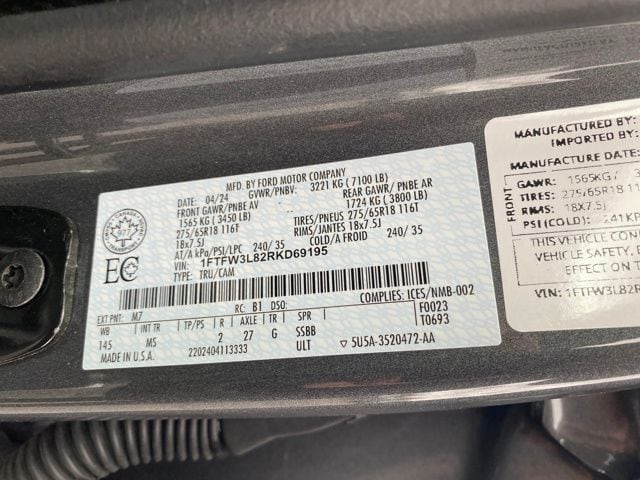 MFD. BY FORD MOTOR COMPANY
DATE: 04/24 GVWR/PNBV: 3221 KG ( 7100 LB)
FRONT GAWR/PNBE AV REAR GAWR/ PNBE AR
1565 KG ( 3450 LB) 1724 KG ( 3800 LB)
275/65R18 116T TIRES/PNEUS 275/65R18 116T
18x7.5J RIMS/JANTES 18x7.5J
AT/A kPa/PSI/LPC 240/ 35 COLD/A FROID 240/ 35
VIN: 1FTFW3L82RKD69195
TYPE: TRU/CAM
EC
COMPLIES: ICES/NMB-002
EXT PNT: M7 RC: B1 DSO: F0023
WB INT TR TP/PS R AXLE TR SPR T0693
145 MS 2 27 G SSBB
MADE IN U.S.A. 2202404113333 ULT 5U5A-3520472-AA
MANUFACTURED BY:
IMPORTED BY:
MANUFACTURE DATE:
FRONT
GAWR: 1565KG
TIRES: 275/65R18
RIMS: 18X7.5J
PSI(COLD): 241K
THIS VEHICLE CONF
VEHICLE SAFETY,
EFFECT ON T
VIN: 1FTFW3L82R